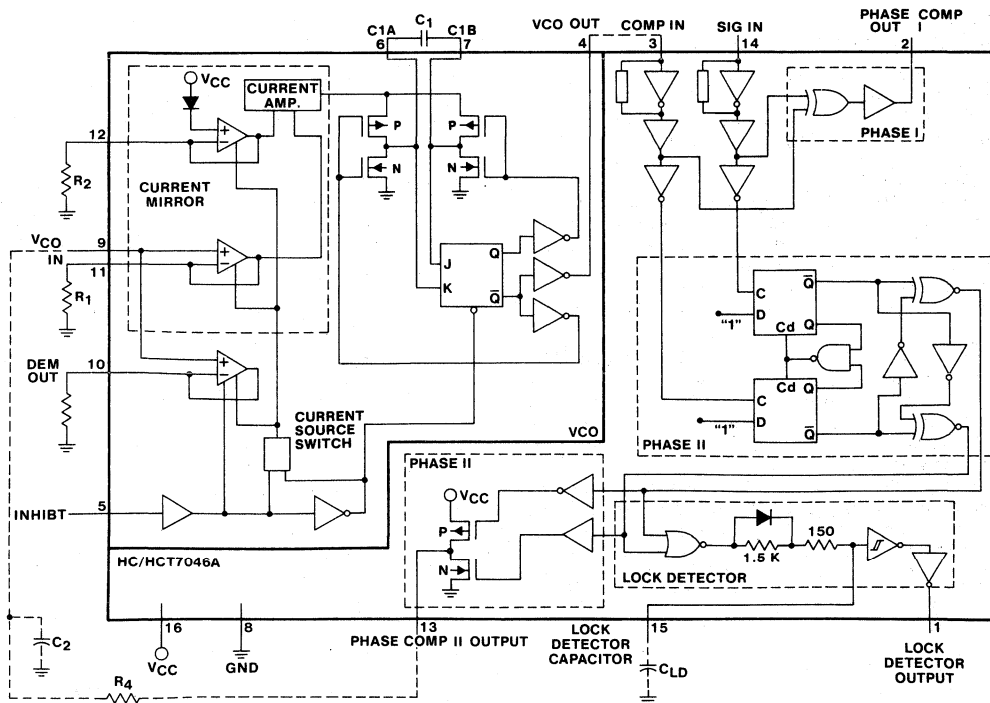 C1A C1 C1B
6 7
VCO OUT
4
COMP IN
3
SIG IN
14
PHASE COMP
OUT I
2
VCC
CURRENT
AMP.
12
R2
CURRENT
MIRROR
P P
N N
PHASE I
VCO
IN
9
11
R1
J
K
Q
Q̅
DEM
OUT
10
CURRENT
SOURCE
SWITCH
VCO
C
D
Q̅
Q
Cd
"1"
Cd
C
D
Q
Q̅
"1"
PHASE II
INHIBT
5
PHASE II
VCC
P
N
1.5 K
150
LOCK DETECTOR
HC/HCT7046A
16
VCC
8
GND
13
PHASE COMP II OUTPUT
15
LOCK
DETECTOR
CAPACITOR
CLD
1
LOCK
DETECTOR
OUTPUT
C2
R4